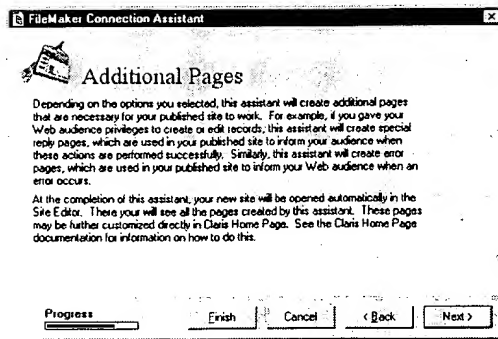 FileMaker Connection Assistant
Additional Pages
Depending on the options you selected, this assistant will create additional pages
that are necessary for your published site to work. For example, if you gave your
Web audience privileges to create or edit records, this assistant will create special
reply pages, which are used in your published site to inform your audience when
these actions are performed successfully. Similarly, this assistant will create error
pages, which are used in your published site to inform your Web audience when an
error occurs.
At the completion of this assistant, your new site will be opened automatically in the
Site Editor. There your will see all the pages created by this assistant. These pages
may be further customized directly in Claris Home Page. See the Claris Home Page
documentation for information on how to do this.
Progress
Finish
Cancel
< Back
Next >